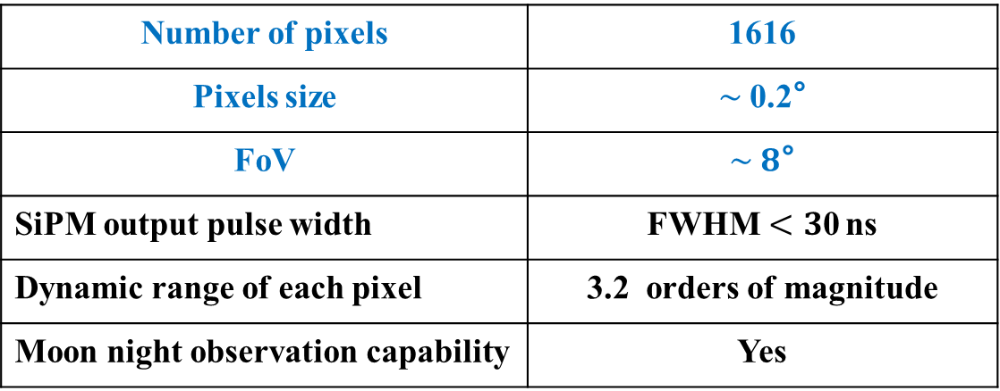 Number of pixels 1616
Pixels size ~ 0.2°
FoV ~ 8°
SiPM output pulse width FWHM < 30 ns
Dynamic range of each pixel 3.2 orders of magnitude
Moon night observation capability Yes